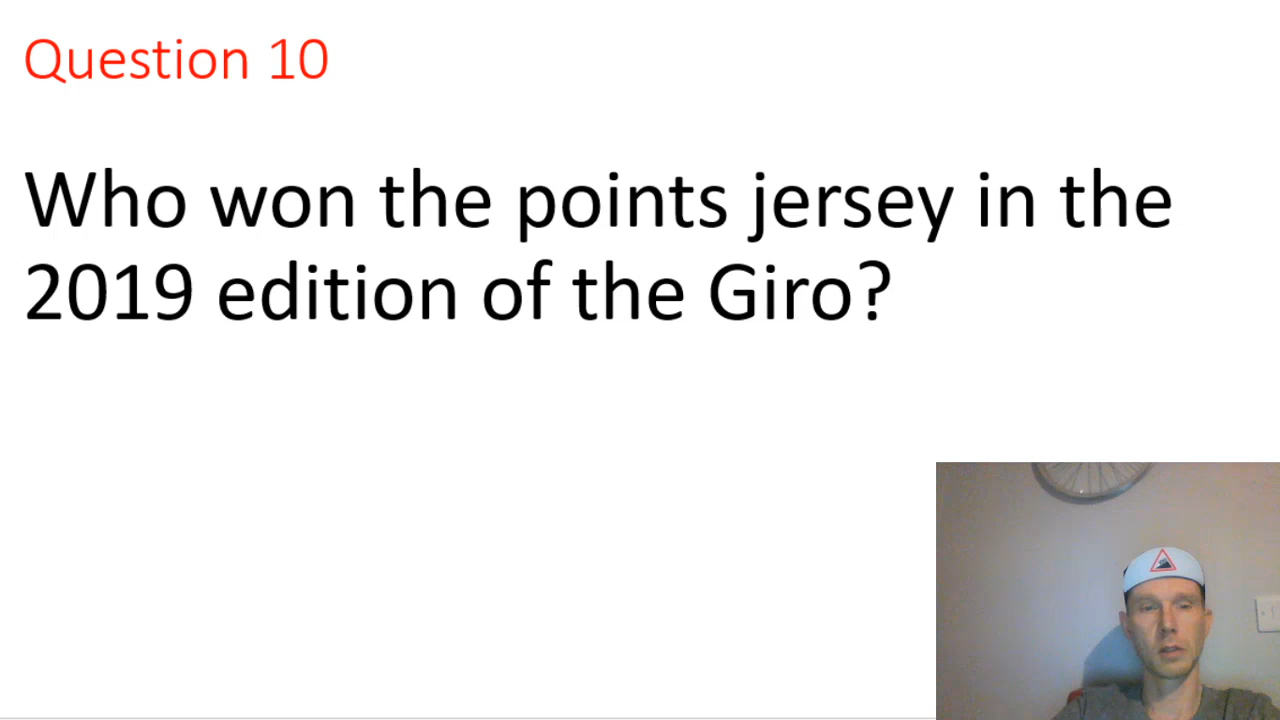 Question 10
Who won the points jersey in the
2019 edition of the Giro?